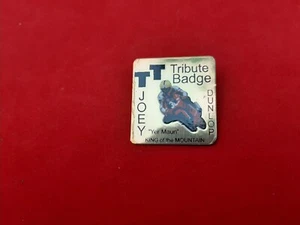 TT
Tribute
Badge
JOEY
DUNLOP
"Yer Maun"
KING of the MOUNTAIN